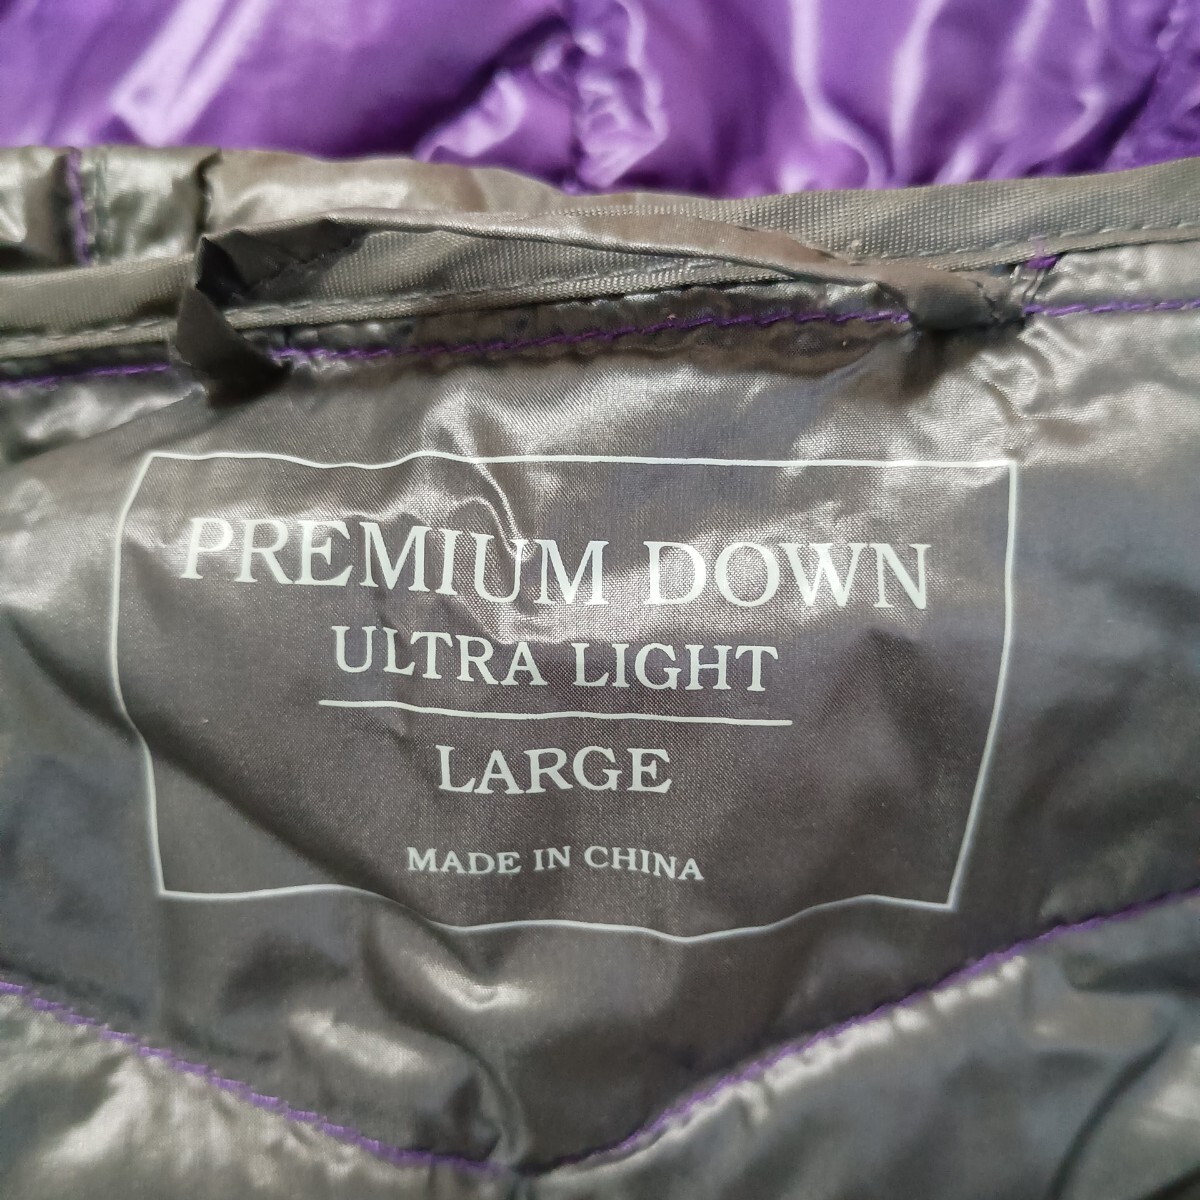 PREMIUM DOWN
ULTRA LIGHT
LARGE
MADE IN CHINA